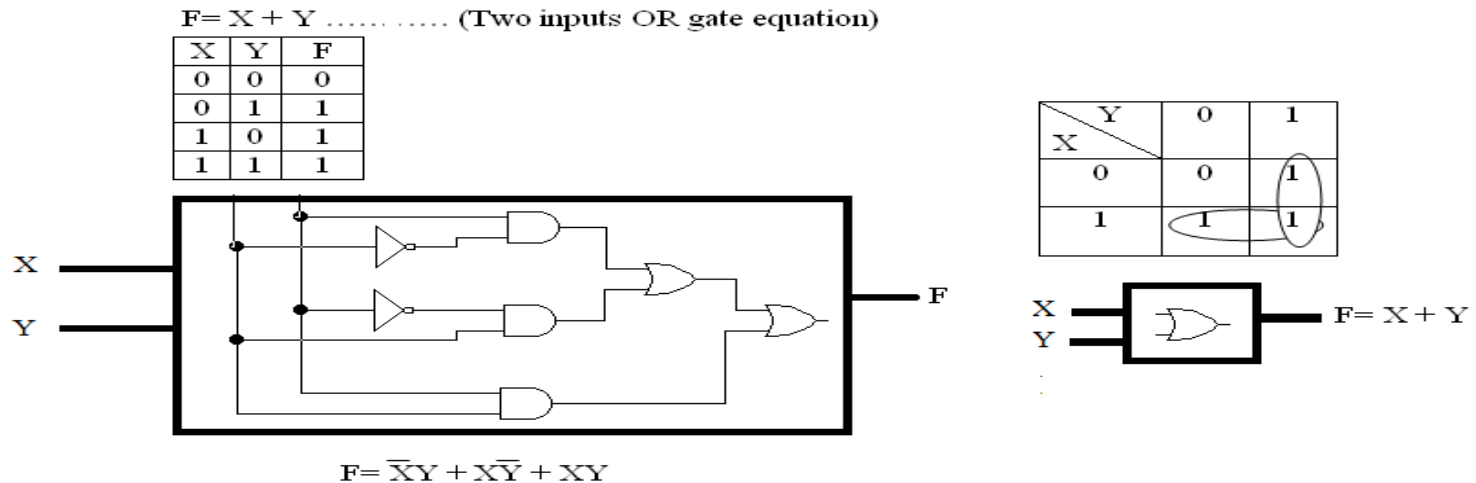 F= X + Y ...... . . ..... (Two inputs OR gate equation)
X Y F
0 0 0
0 1 1
1 0 1
1 1 1
X
Y
F
F= X̅Y + XY̅ + XY
Y 0 1
X
0 0 1
1 1 1
X
Y
F= X + Y